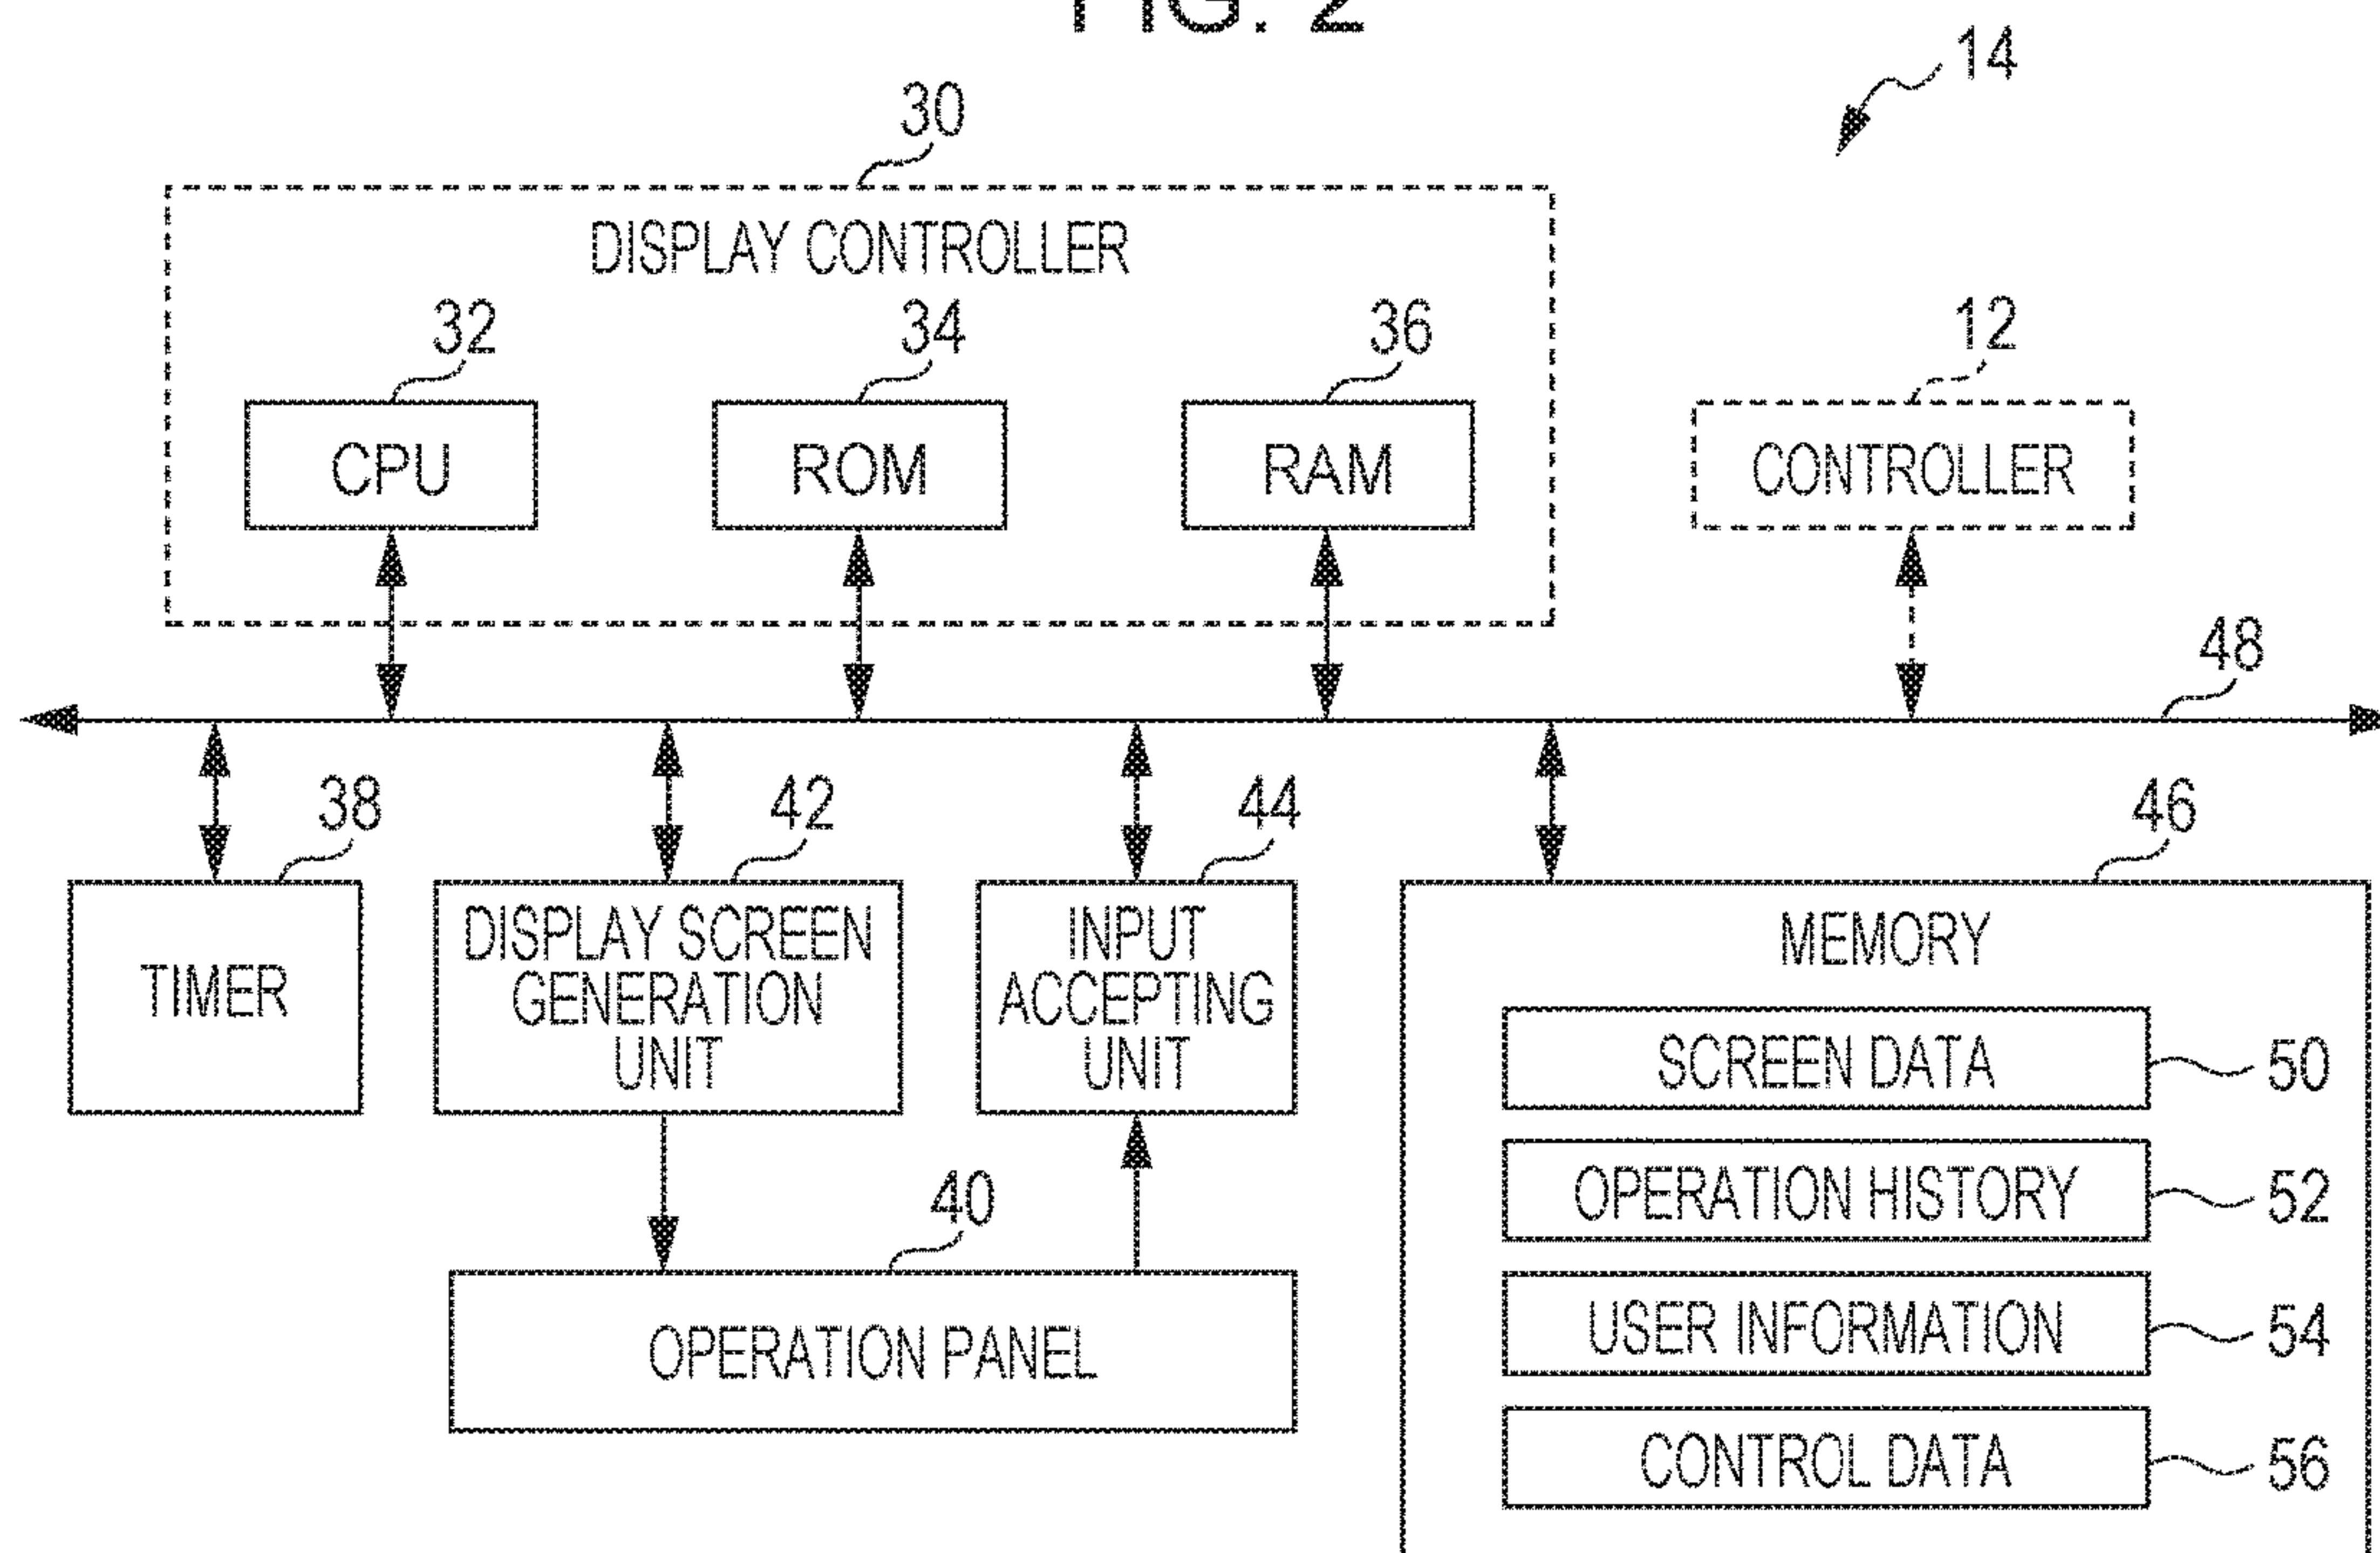 FIG. 2
14
30
DISPLAY CONTROLLER
32
34
36
12
CPU
ROM
RAM
CONTROLLER
48
38
42
44
46
TIMER
DISPLAY SCREEN
GENERATION
UNIT
INPUT
ACCEPTING
UNIT
MEMORY
SCREEN DATA
50
OPERATION HISTORY
52
USER INFORMATION
54
CONTROL DATA
56
40
OPERATION PANEL